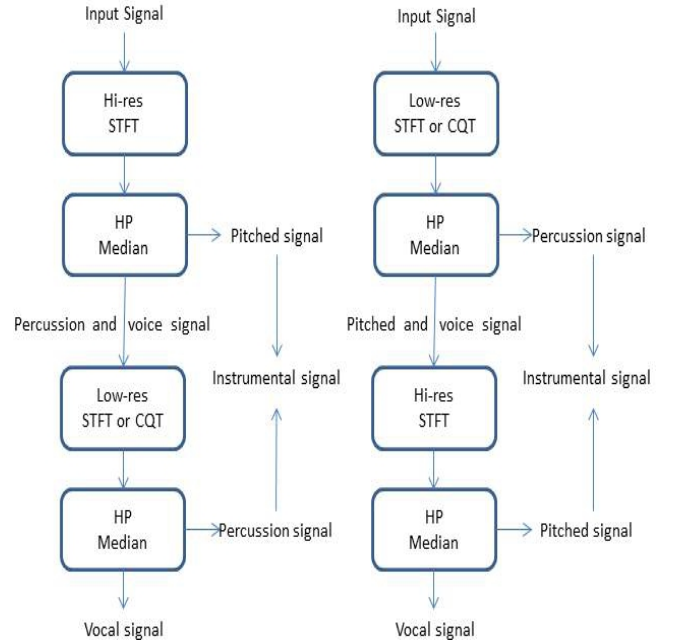 Input Signal
Hi-res
STFT
HP
Median
Pitched signal
Percussion and voice signal
Instrumental signal
Low-res
STFT or CQT
HP
Median
Percussion signal
Vocal signal
Input Signal
Low-res
STFT or CQT
HP
Median
Percussion signal
Pitched and voice signal
Instrumental signal
Hi-res
STFT
HP
Median
Pitched signal
Vocal signal